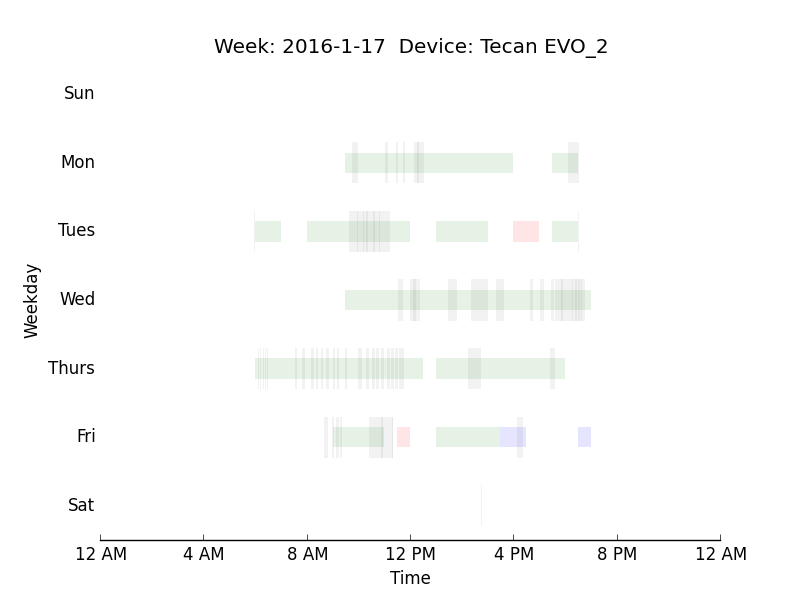 Week: 2016-1-17  Device: Tecan EVO_2
Sun
Mon
Tues
Wed
Thurs
Fri
Sat
Weekday
12 AM 4 AM 8 AM 12 PM 4 PM 8 PM 12 AM
Time